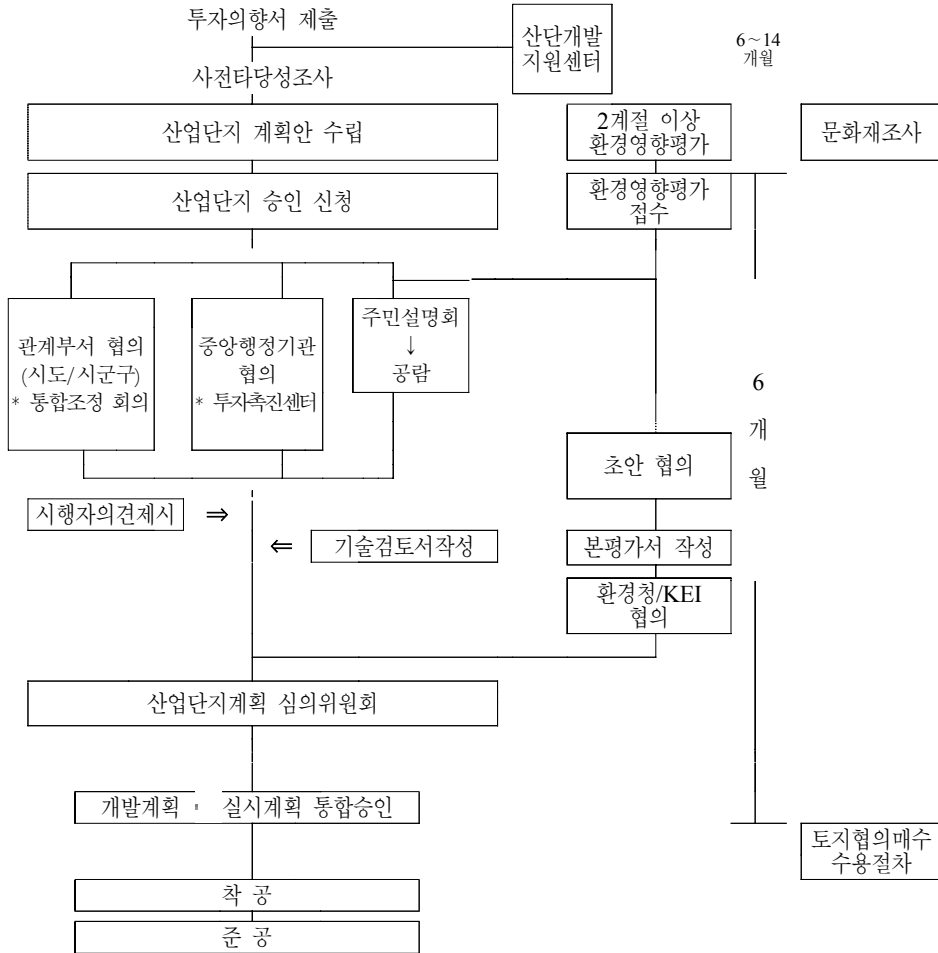 투자의향서 제출
산단개발
지원센터
6~14
개월
사전타당성조사
산업단지 계획안 수립
2계절 이상
환경영향평가
문화재조사
산업단지 승인 신청
환경영향평가
접수
관계부서 협의
(시도/시군구)
* 통합조정 회의
중앙행정기관
협의
* 투자촉진센터
주민설명회
↓
공람
6
개
월
초안 협의
시행자의견제시 ⇒
⇐ 기술검토서작성
본평가서 작성
환경청/KEI
협의
산업단지계획 심의위원회
개발계획 · 실시계획 통합승인
토지협의매수
수용절차
착 공
준 공